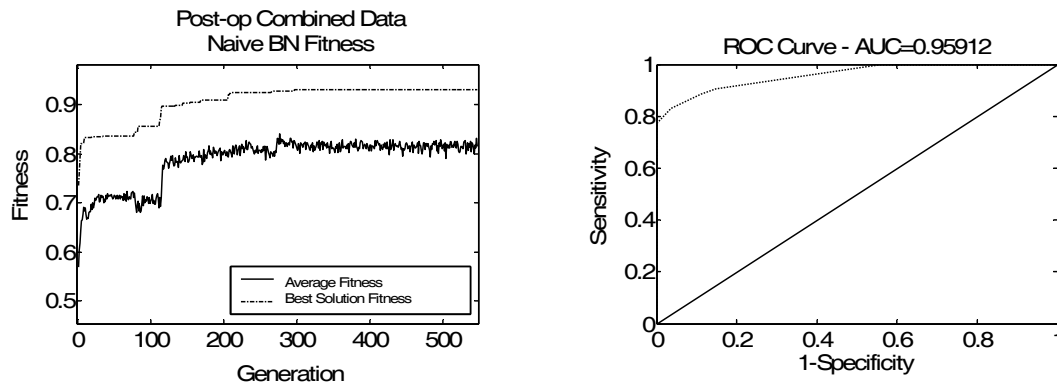 Post-op Combined Data
Naive BN Fitness
0.9
0.8
0.7
0.6
0.5
Fitness
Average Fitness
Best Solution Fitness
0 100 200 300 400 500
Generation
ROC Curve - AUC=0.95912
1
0.8
0.6
0.4
0.2
0
Sensitivity
0 0.2 0.4 0.6 0.8 1
1-Specificity